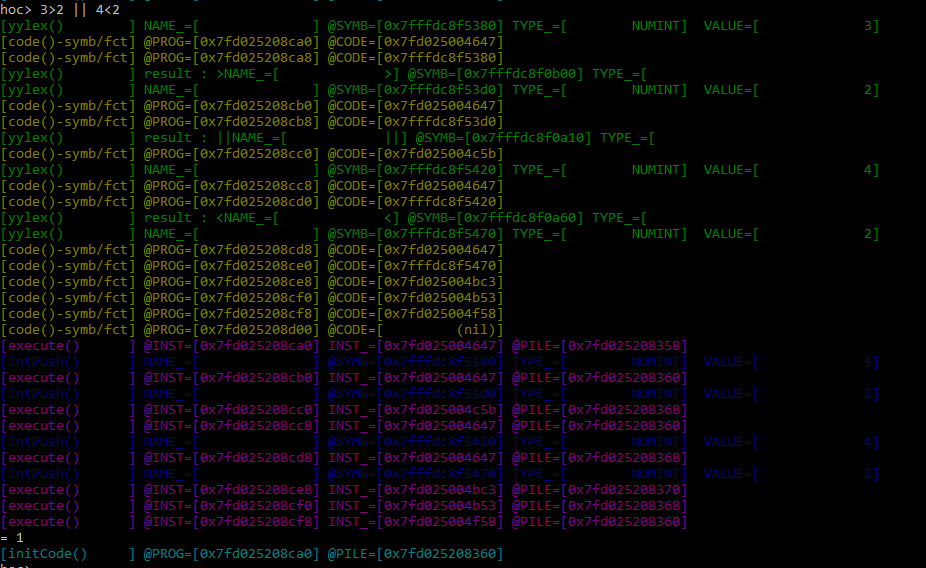 hoc> 3>2 || 4<2
[yylex()        ] NAME_=[              ] @SYMB=[0x7fffdc8f5380] TYPE_=[        NUMINT]  VALUE=[             3]
[code()-symb/fct] @PROG=[0x7fd025208ca0] @CODE=[0x7fd025004647]
[code()-symb/fct] @PROG=[0x7fd025208ca8] @CODE=[0x7fffdc8f5380]
[yylex()        ] result : >NAME_=[             >] @SYMB=[0x7fffdc8f0b00] TYPE_=[
[yylex()        ] NAME_=[              ] @SYMB=[0x7fffdc8f53d0] TYPE_=[        NUMINT]  VALUE=[             2]
[code()-symb/fct] @PROG=[0x7fd025208cb0] @CODE=[0x7fd025004647]
[code()-symb/fct] @PROG=[0x7fd025208cb8] @CODE=[0x7fffdc8f53d0]
[yylex()        ] result : ||NAME_=[            ||] @SYMB=[0x7fffdc8f0a10] TYPE_=[
[code()-symb/fct] @PROG=[0x7fd025208cc0] @CODE=[0x7fd025004c5b]
[yylex()        ] NAME_=[              ] @SYMB=[0x7fffdc8f5420] TYPE_=[        NUMINT]  VALUE=[             4]
[code()-symb/fct] @PROG=[0x7fd025208cc8] @CODE=[0x7fd025004647]
[code()-symb/fct] @PROG=[0x7fd025208cd0] @CODE=[0x7fffdc8f5420]
[yylex()        ] result : <NAME_=[             <] @SYMB=[0x7fffdc8f0a60] TYPE_=[
[yylex()        ] NAME_=[              ] @SYMB=[0x7fffdc8f5470] TYPE_=[        NUMINT]  VALUE=[             2]
[code()-symb/fct] @PROG=[0x7fd025208cd8] @CODE=[0x7fd025004647]
[code()-symb/fct] @PROG=[0x7fd025208ce0] @CODE=[0x7fffdc8f5470]
[code()-symb/fct] @PROG=[0x7fd025208ce8] @CODE=[0x7fd025004bc3]
[code()-symb/fct] @PROG=[0x7fd025208cf0] @CODE=[0x7fd025004b53]
[code()-symb/fct] @PROG=[0x7fd025208cf8] @CODE=[0x7fd025004f58]
[code()-symb/fct] @PROG=[0x7fd025208d00] @CODE=[         (nil)]
[execute()      ] @INST=[0x7fd025208ca0] INST_=[0x7fd025004647] @PILE=[0x7fd025208358]
[intPush()      ] NAME_=[              ] @SYMB=[0x7fffdc8f5380] TYPE_=[        NUMINT]  VALUE=[             3]
[execute()      ] @INST=[0x7fd025208cb0] INST_=[0x7fd025004647] @PILE=[0x7fd025208360]
[intPush()      ] NAME_=[              ] @SYMB=[0x7fffdc8f53d0] TYPE_=[        NUMINT]  VALUE=[             2]
[execute()      ] @INST=[0x7fd025208cc0] INST_=[0x7fd025004c5b] @PILE=[0x7fd025208368]
[execute()      ] @INST=[0x7fd025208cc8] INST_=[0x7fd025004647] @PILE=[0x7fd025208360]
[intPush()      ] NAME_=[              ] @SYMB=[0x7fffdc8f5420] TYPE_=[        NUMINT]  VALUE=[             4]
[execute()      ] @INST=[0x7fd025208cd8] INST_=[0x7fd025004647] @PILE=[0x7fd025208368]
[intPush()      ] NAME_=[              ] @SYMB=[0x7fffdc8f5470] TYPE_=[        NUMINT]  VALUE=[             2]
[execute()      ] @INST=[0x7fd025208ce8] INST_=[0x7fd025004bc3] @PILE=[0x7fd025208370]
[execute()      ] @INST=[0x7fd025208cf0] INST_=[0x7fd025004b53] @PILE=[0x7fd025208368]
[execute()      ] @INST=[0x7fd025208cf8] INST_=[0x7fd025004f58] @PILE=[0x7fd025208360]
= 1
[initCode()     ] @PROG=[0x7fd025208ca0] @PILE=[0x7fd025208360]
hoc>